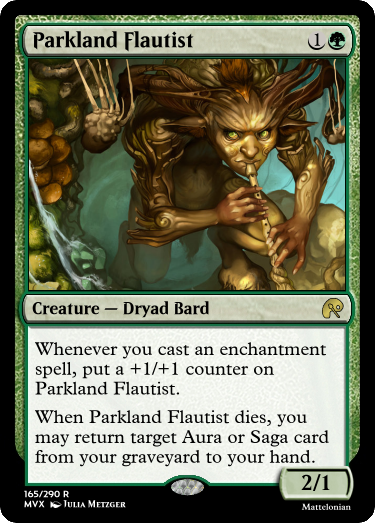 Parkland Flautist 1
Creature — Dryad Bard
Whenever you cast an enchantment
spell, put a +1/+1 counter on
Parkland Flautist.
When Parkland Flautist dies, you
may return target Aura or Saga card
from your graveyard to your hand.
2/1
165/290 R
MVX Julia Metzger
Mattelonian